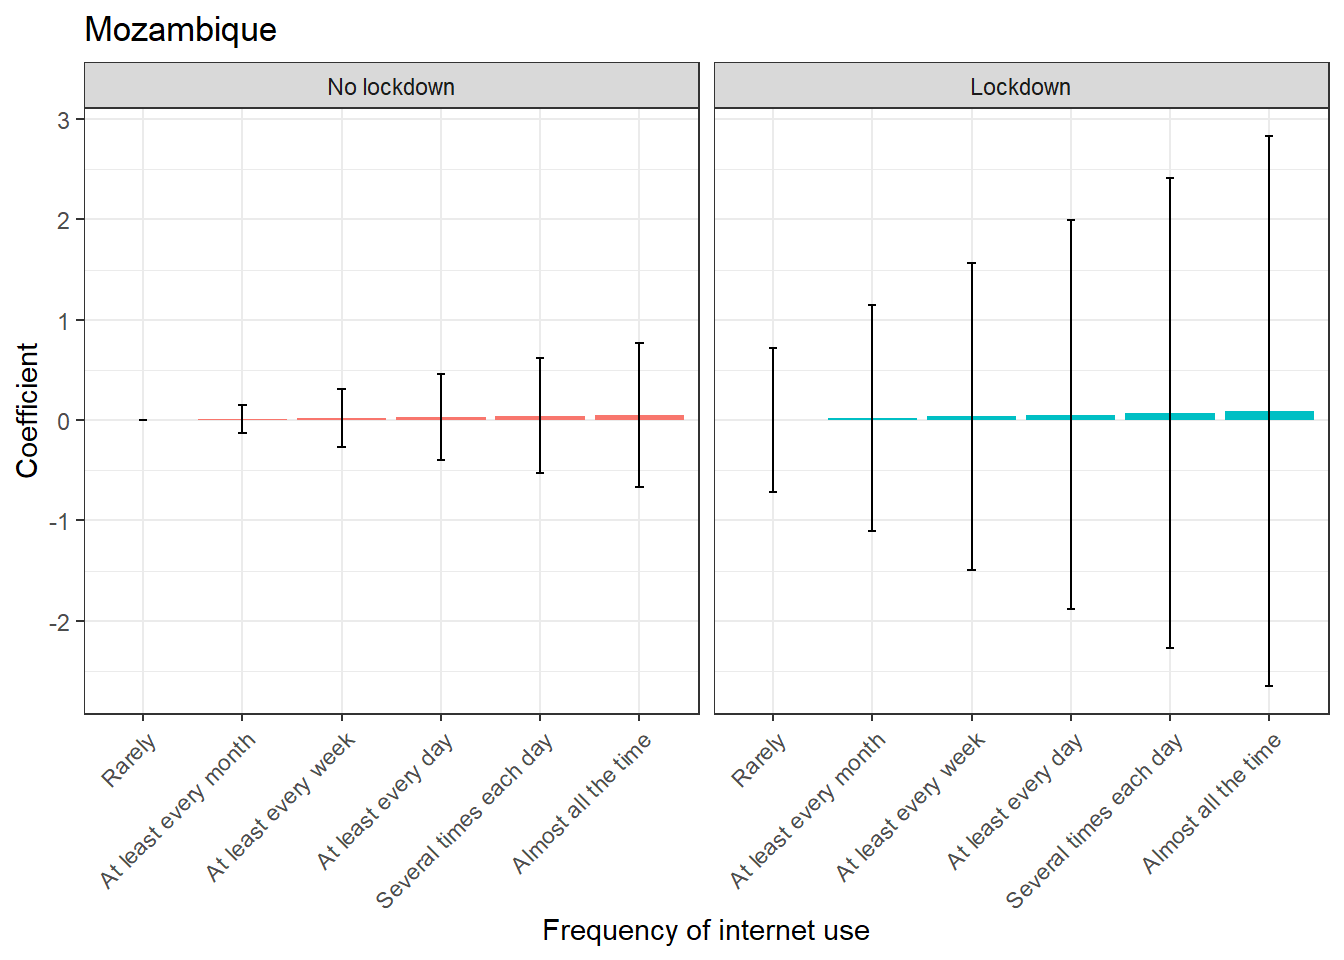 Mozambique
No lockdown
Lockdown
3
2
1
0
-1
-2
Coefficient
Rarely
At least every month
At least every week
At least every day
Several times each day
Almost all the time
Rarely
At least every month
At least every week
At least every day
Several times each day
Almost all the time
Frequency of internet use